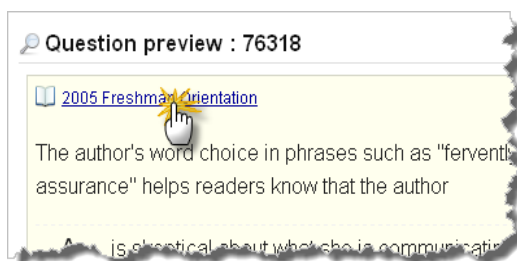 Question preview : 76318
2005 Freshman Orientation
The author's word choice in phrases such as "fervently
assurance" helps readers know that the author
A. is skeptical about what she is communicating